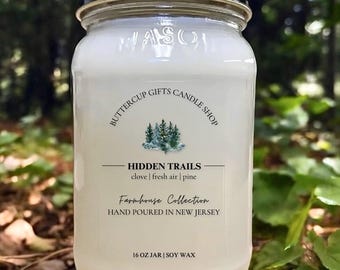 MASON
BUTTERCUP GIFTS CANDLE SHOP
HIDDEN TRAILS
clove | fresh air | pine
Farmhouse Collection
HAND POURED IN NEW JERSEY
16 OZ JAR | SOY WAX